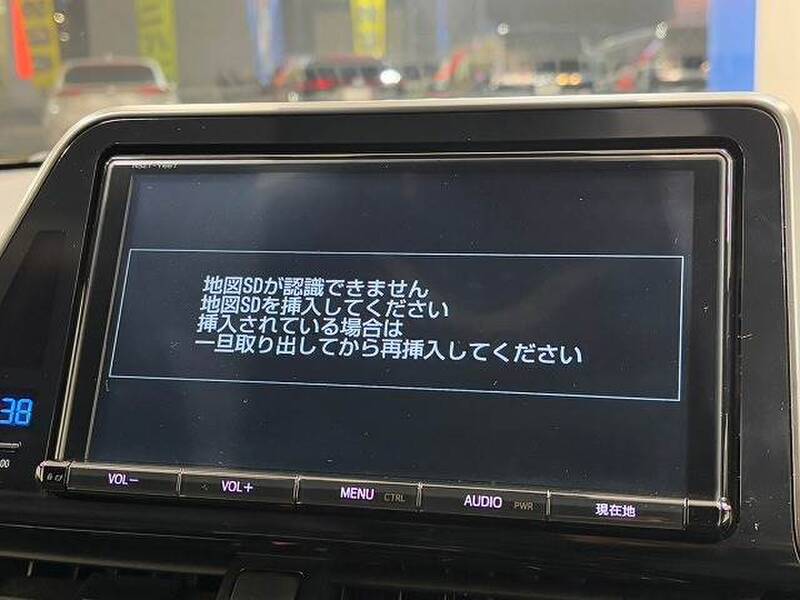 地図SDが認識できません
地図SDを挿入してください
挿入されている場合は
一旦取り出してから再挿入してください
38
00
VOL−
VOL+
MENU CTRL
AUDIO PWR
現在地